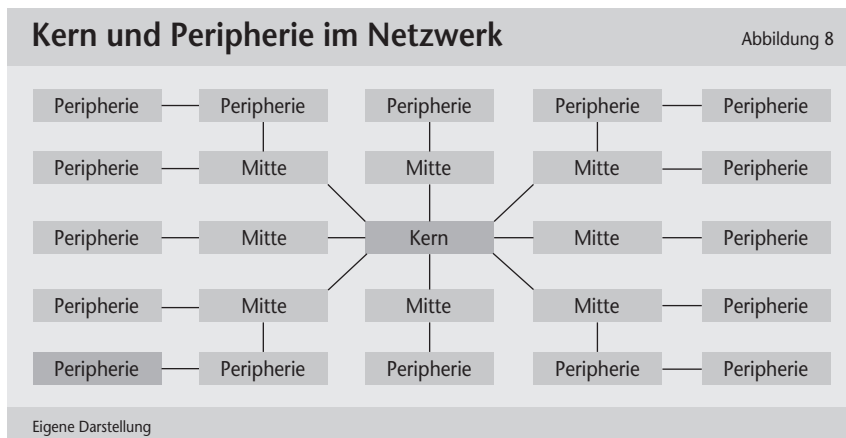 Kern und Peripherie im Netzwerk Abbildung 8
Peripherie Peripherie Peripherie Peripherie Peripherie
Peripherie Mitte Mitte Mitte Peripherie
Peripherie Mitte Kern Mitte Peripherie
Peripherie Mitte Mitte Mitte Peripherie
Peripherie Peripherie Peripherie Peripherie Peripherie
Eigene Darstellung